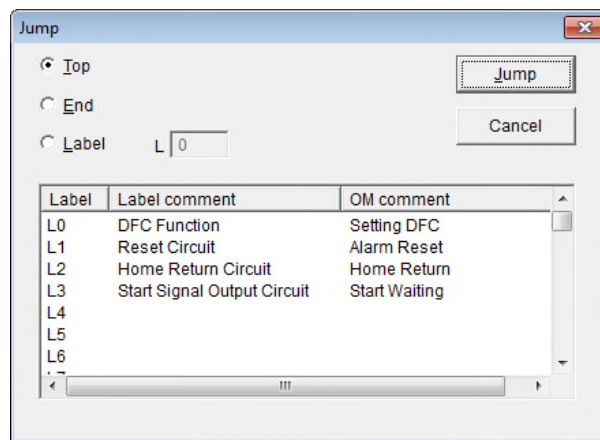 Jump
Top
Jump
End
Cancel
Label L 0
Label Label comment OM comment
L0 DFC Function Setting DFC
L1 Reset Circuit Alarm Reset
L2 Home Return Circuit Home Return
L3 Start Signal Output Circuit Start Waiting
L4
L5
L6